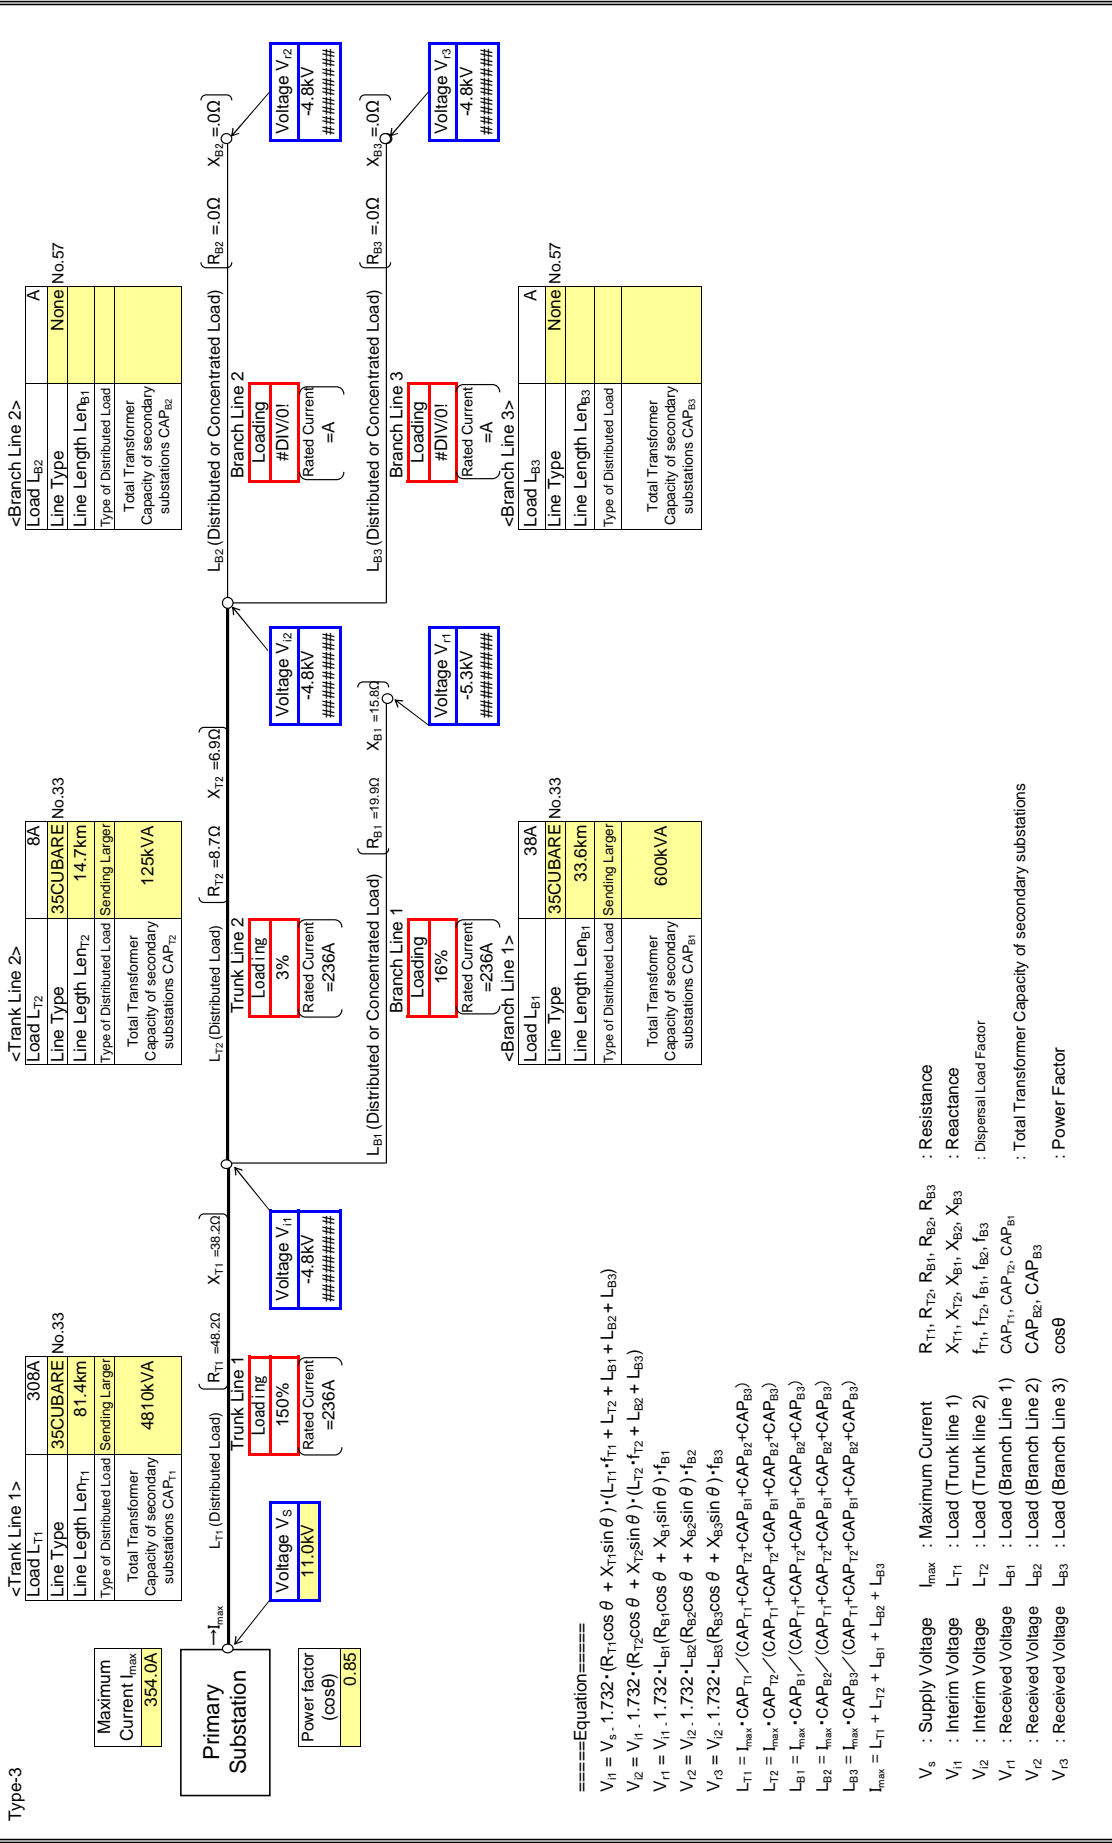 Type-3
Maximum
Current Imax
354.0A
Primary
Substation
Power factor
(cosθ)
0.85
→Imax
Voltage VS
11.0kV
<Trank Line 1>
Load LT1 308A
Line Type 35CUBARE No.33
Line Legth LenT1 81.4km
Type of Distributed Load Sending Larger
Total Transformer
Capacity of secondary
substations CAPT1
4810kVA
LT1 (Distributed Load) RT1 =48.2Ω XT1 =38.2Ω
Trunk Line 1
Loading
150%
Rated Current
=236A
Voltage Vi1
-4.8kV
##########
<Trank Line 2>
Load LT2 8A
Line Type 35CUBARE No.33
Line Length LenT2 14.7km
Type of Distributed Load Sending Larger
Total Transformer
Capacity of secondary
substations CAPT2
125kVA
LT2 (Distributed Load) RT2 =8.7Ω XT2 =6.9Ω
Trunk Line 2
Loading
3%
Rated Current
=236A
Voltage Vi2
-4.8kV
##########
LB1 (Distributed or Concentrated Load) RB1 =19.9Ω XB1 =15.8Ω
Branch Line 1
Loading
16%
Rated Current
=236A
Voltage Vr1
-5.3kV
##########
<Branch Line 1>
Load LB1 38A
Line Type 35CUBARE No.33
Line Length LenB1 33.6km
Type of Distributed Load Sending Larger
Total Transformer
Capacity of secondary
substations CAPB1
600kVA
<Branch Line 2>
Load LB2 A
Line Type None No.57
Line Length LenB1
Type of Distributed Load
Total Transformer
Capacity of secondary
substations CAPB2
LB2 (Distributed or Concentrated Load) RB2 =.0Ω XB2 =.0Ω
Branch Line 2
Loading
#DIV/0!
Rated Current
=A
Voltage Vr2
-4.8kV
##########
LB3 (Distributed or Concentrated Load) RB3 =.0Ω XB3 =.0Ω
Branch Line 3
Loading
#DIV/0!
Rated Current
=A
Voltage Vr3
-4.8kV
##########
<Branch Line 3>
Load LB3 A
Line Type None No.57
Line Length LenB3
Type of Distributed Load
Total Transformer
Capacity of secondary
substations CAPB3
=====Equation=====
Vi1 = Vs - 1.732・(RT1cos θ + XT1sin θ)・(LT1・fT1 + LT2 + LB1 + LB2 + LB3)
Vi2 = Vi1 - 1.732・(RT2cos θ + XT2sin θ)・(LT2・fT2 + LB2 + LB3)
Vr1 = Vi1 - 1.732・LB1(RB1cos θ + XB1sin θ)・fB1
Vr2 = Vi2 - 1.732・LB2(RB2cos θ + XB2sin θ)・fB2
Vr3 = Vi2 - 1.732・LB3(RB3cos θ + XB3sin θ)・fB3
LT1 = Imax・CAPT1／(CAPT1+CAPT2+CAPB1+CAPB2+CAPB3)
LT2 = Imax・CAPT2／(CAPT1+CAPT2+CAPB1+CAPB2+CAPB3)
LB1 = Imax・CAPB1／(CAPT1+CAPT2+CAPB1+CAPB2+CAPB3)
LB2 = Imax・CAPB2／(CAPT1+CAPT2+CAPB1+CAPB2+CAPB3)
LB3 = Imax・CAPB3／(CAPT1+CAPT2+CAPB1+CAPB2+CAPB3)
Imax = LT1 + LT2 + LB1 + LB2 + LB3
Vs : Supply Voltage Imax : Maximum Current RT1, RT2, RB1, RB2, RB3 : Resistance
Vi1 : Interim Voltage LT1 : Load (Trunk line 1) XT1, XT2, XB1, XB2, XB3 : Reactance
Vi2 : Interim Voltage LT2 : Load (Trunk line 2) fT1, fT2, fB1, fB2, fB3 : Dispersal Load Factor
Vr1 : Received Voltage LB1 : Load (Branch Line 1) CAPT1, CAPT2, CAPB1 : Total Transformer Capacity of secondary substations
Vr2 : Received Voltage LB2 : Load (Branch Line 2) CAPB2, CAPB3
Vr3 : Received Voltage LB3 : Load (Branch Line 3) cosθ : Power Factor